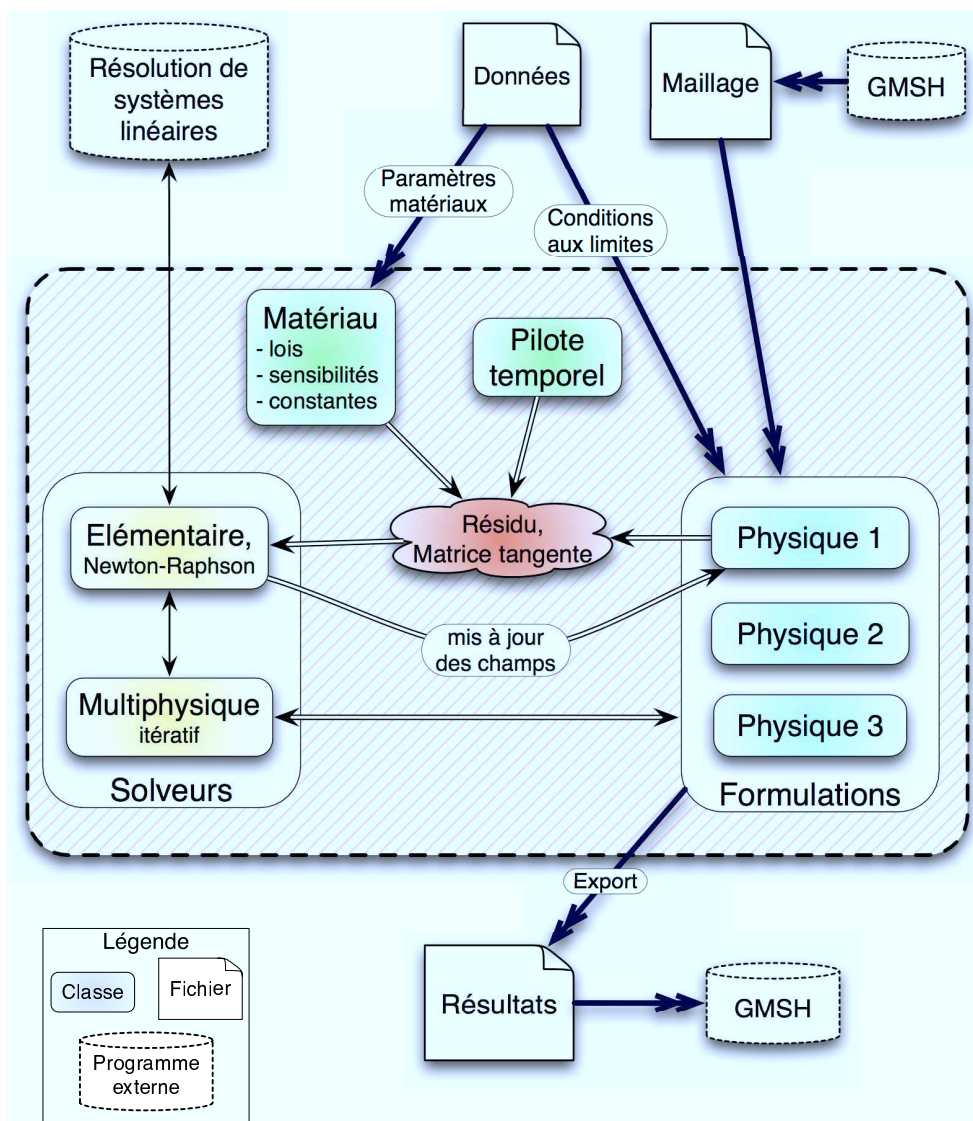 Résolution de
systèmes
linéaires
Données
Maillage
GMSH
Paramètres
matériaux
Conditions
aux limites
Matériau
- lois
- sensibilités
- constantes
Pilote
temporel
Elémentaire,
Newton-Raphson
Résidu,
Matrice tangente
Physique 1
mis à jour
des champs
Physique 2
Multiphysique
itératif
Physique 3
Solveurs
Formulations
Export
Résultats
GMSH
Légende
Classe
Fichier
Programme
externe